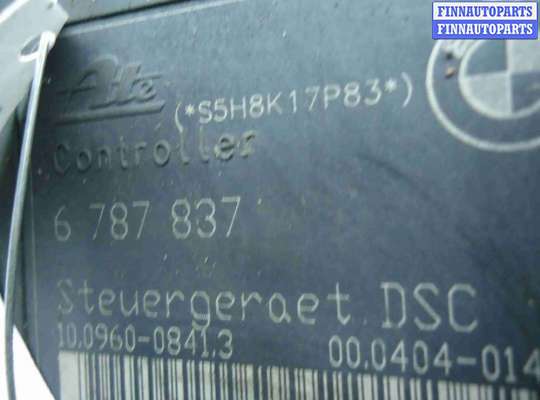 FINNAUTOPARTS
FINNAUTOPARTS
Ate
(*S5H8K17P83*)
Controller
6 787 837
Steuergeraet DSC
10.0960-0841.3
00.0404-014